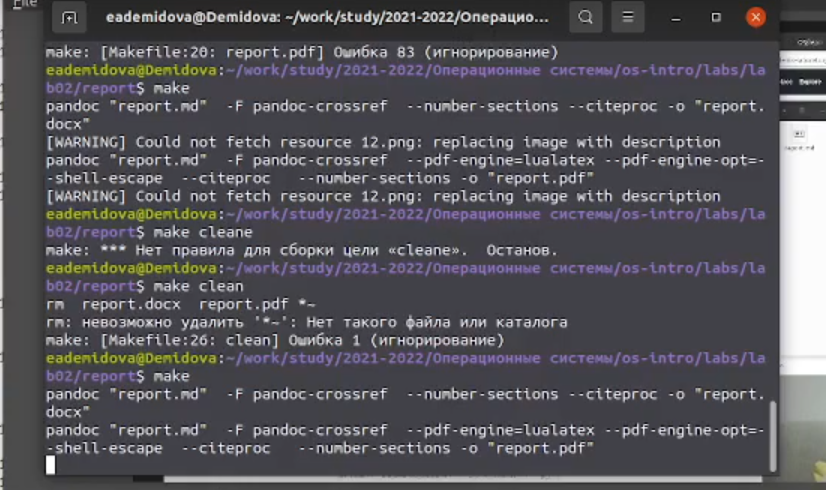 File
eademidova@Demidova: ~/work/study/2021-2022/Операцио...
make: [Makefile:20: report.pdf] Ошибка 83 (игнорирование)
eademidova@Demidova:~/work/study/2021-2022/Операционные системы/os-intro/labs/la
b02/report$ make
pandoc "report.md"  -F pandoc-crossref  --number-sections --citeproc -o "report.
docx"
[WARNING] Could not fetch resource 12.png: replacing image with description
pandoc "report.md"  -F pandoc-crossref  --pdf-engine=lualatex --pdf-engine-opt=-
-shell-escape  --citeproc   --number-sections -o "report.pdf"
[WARNING] Could not fetch resource 12.png: replacing image with description
eademidova@Demidova:~/work/study/2021-2022/Операционные системы/os-intro/labs/la
b02/report$ make cleane
make: *** Нет правила для сборки цели «cleane».  Останов.
eademidova@Demidova:~/work/study/2021-2022/Операционные системы/os-intro/labs/la
b02/report$ make clean
rm  report.docx  report.pdf *~
rm: невозможно удалить '*~': Нет такого файла или каталога
make: [Makefile:26: clean] Ошибка 1 (игнорирование)
eademidova@Demidova:~/work/study/2021-2022/Операционные системы/os-intro/labs/la
b02/report$ make
pandoc "report.md"  -F pandoc-crossref  --number-sections --citeproc -o "report.
docx"
pandoc "report.md"  -F pandoc-crossref  --pdf-engine=lualatex --pdf-engine-opt=-
-shell-escape  --citeproc   --number-sections -o "report.pdf"